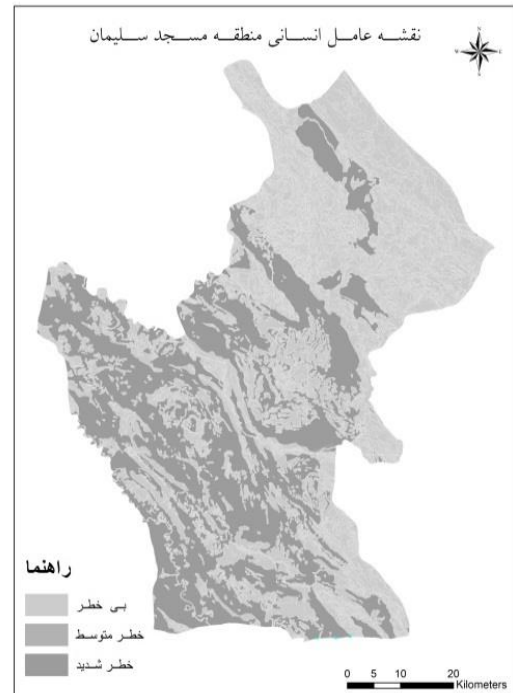 نقشه عامل انسانی منطقه مسجد سلیمان
N
W
E
S
راهنما
بی خطر
خطر متوسط
خطر شدید
0 5 10 20
Kilometers